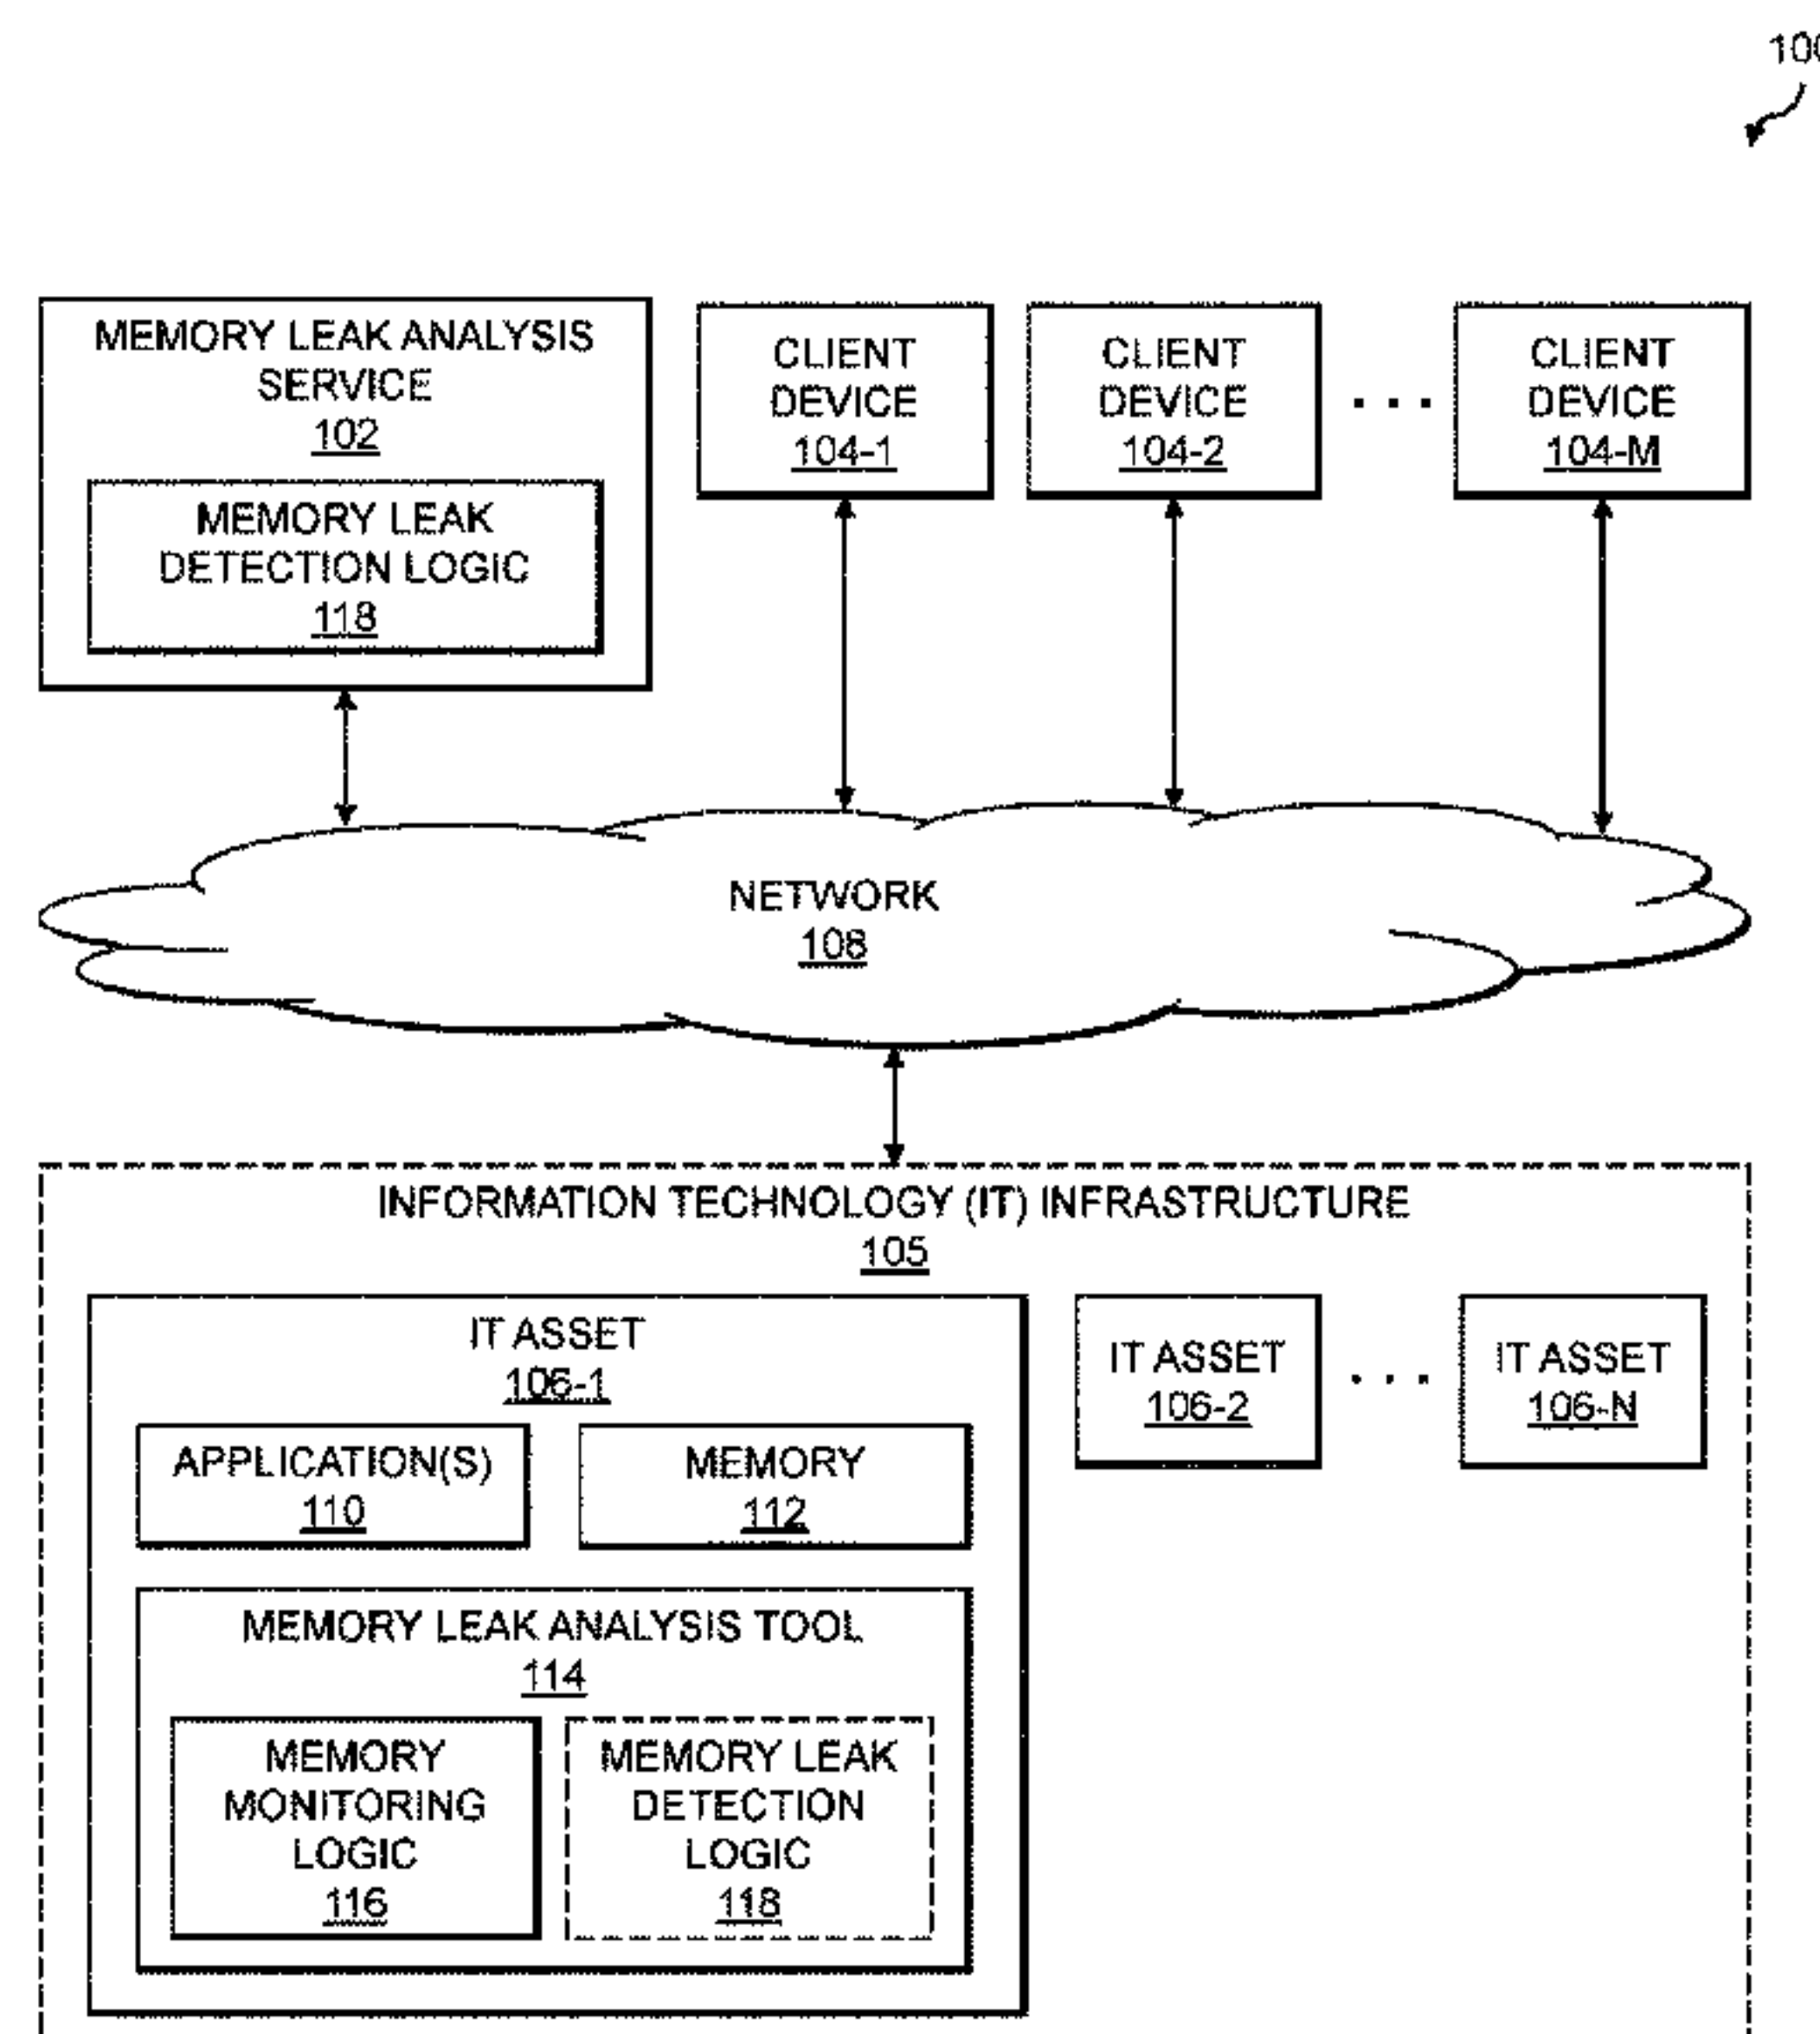 100
MEMORY LEAK ANALYSIS
SERVICE
102
MEMORY LEAK
DETECTION LOGIC
118
CLIENT
DEVICE
104-1
CLIENT
DEVICE
104-2
. . .
CLIENT
DEVICE
104-M
NETWORK
108
INFORMATION TECHNOLOGY (IT) INFRASTRUCTURE
105
IT ASSET
106-1
APPLICATION(S)
110
MEMORY
112
MEMORY LEAK ANALYSIS TOOL
114
MEMORY
MONITORING
LOGIC
116
MEMORY LEAK
DETECTION
LOGIC
118
IT ASSET
106-2
. . .
IT ASSET
106-N